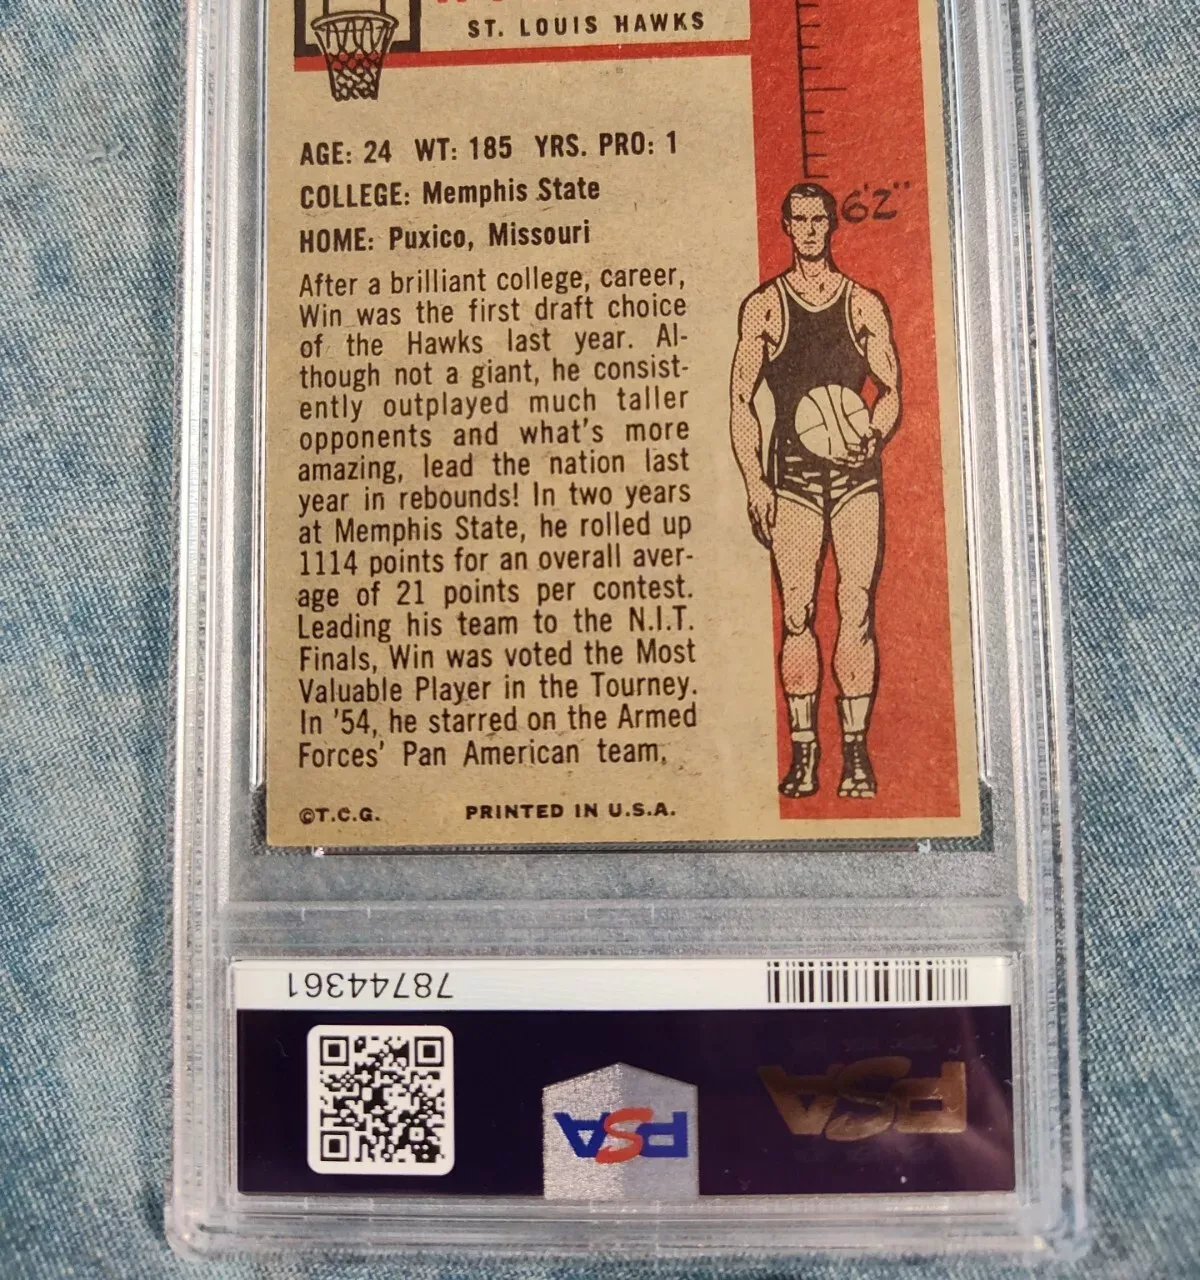 ST. LOUIS HAWKS
AGE: 24 WT: 185 YRS. PRO: 1
COLLEGE: Memphis State
HOME: Puxico, Missouri
6'2"
After a brilliant college, career,
Win was the first draft choice
of the Hawks last year. Al-
though not a giant, he consist-
ently outplayed much taller
opponents and what's more
amazing, lead the nation last
year in rebounds! In two years
at Memphis State, he rolled up
1114 points for an overall aver-
age of 21 points per contest.
Leading his team to the N.I.T.
Finals, Win was voted the Most
Valuable Player in the Tourney.
In '54, he starred on the Armed
Forces' Pan American team.
©T.C.G. PRINTED IN U.S.A.
78744361
PSA
PSA